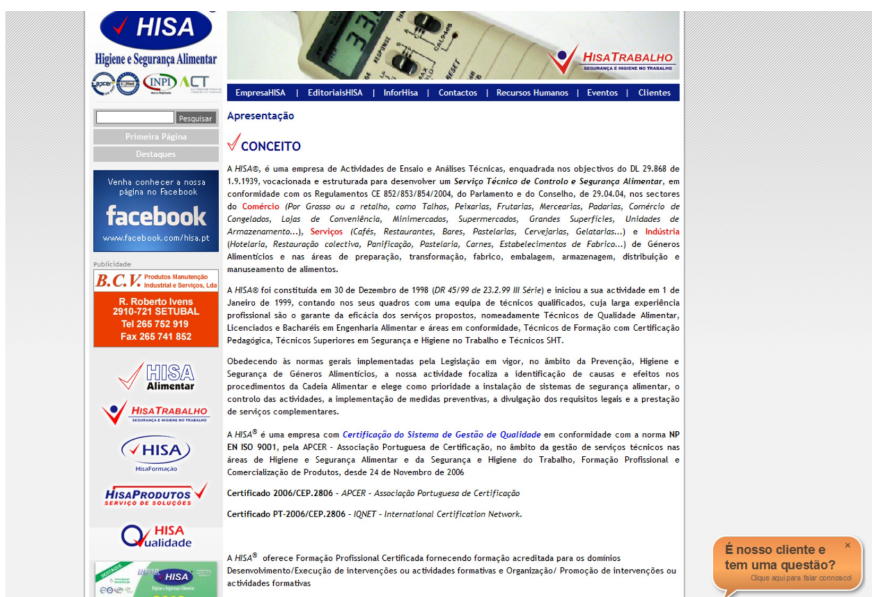 HISA
Higiene e Segurança Alimentar
apcer
INPI
ACT
HISATRABALHO
SEGURANÇA E HIGIENE NO TRABALHO
RESPONSE
RESET
EmpresaHISA | EditoriaisHISA | InforHisa | Contactos | Recursos Humanos | Eventos | Clientes
Pesquisar
Primeira Página
Destaques
Venha conhecer a nossa
página no Facebook
facebook
www.facebook.com/hisa.pt
Publicidade
B.C.V. Produtos Manutenção
Industrial e Serviços, Lda
R. Roberto Ivens
2910-721 SETUBAL
Tel 265 752 919
Fax 265 741 852
HISA
Alimentar
HISATRABALHO
SEGURANÇA E HIGIENE NO TRABALHO
HISA
HisaFormação
HISAPRODUTOS
SERVIÇO DE SOLUÇÕES
HISA
Qualidade
HISA
Apresentação
CONCEITO
A HISA®, é uma empresa de Actividades de Ensaio e Análises Técnicas, enquadrada nos objectivos do DL 29.868 de
1.9.1939, vocacionada e estruturada para desenvolver um Serviço Técnico de Controlo e Segurança Alimentar, em
conformidade com os Regulamentos CE 852/853/854/2004, do Parlamento e do Conselho, de 29.04.04, nos sectores
do Comércio (Por Grosso ou a retalho, como Talhos, Peixarias, Frutarias, Mercearias, Padarias, Comércio de
Congelados, Lojas de Conveniência, Minimercados, Supermercados, Grandes Superfícies, Unidades de
Armazenamento...), Serviços (Cafés, Restaurantes, Bares, Pastelarias, Cervejarias, Gelatarias...) e Indústria
(Hotelaria, Restauração colectiva, Panificação, Pastelaria, Carnes, Estabelecimentos de Fabrico...) de Géneros
Alimentícios e nas áreas de preparação, transformação, fabrico, embalagem, armazenagem, distribuição e
manuseamento de alimentos.
A HISA® foi constituída em 30 de Dezembro de 1998 (DR 45/99 de 23.2.99 III Série) e iniciou a sua actividade em 1 de
Janeiro de 1999, contando nos seus quadros com uma equipa de técnicos qualificados, cuja larga experiência
profissional são o garante da eficácia dos serviços propostos, nomeadamente Técnicos de Qualidade Alimentar,
Licenciados e Bacharéis em Engenharia Alimentar e áreas em conformidade, Técnicos de Formação com Certificação
Pedagógica, Técnicos Superiores em Segurança e Higiene no Trabalho e Técnicos SHT.
Obedecendo às normas gerais implementadas pela Legislação em vigor, no âmbito da Prevenção, Higiene e
Segurança de Géneros Alimentícios, a nossa actividade focaliza a identificação de causas e efeitos nos
procedimentos da Cadeia Alimentar e elege como prioridade a instalação de sistemas de segurança alimentar, o
controlo das actividades, a implementação de medidas preventivas, a divulgação dos requisitos legais e a prestação
de serviços complementares.
A HISA® é uma empresa com Certificação do Sistema de Gestão de Qualidade em conformidade com a norma NP
EN ISO 9001, pela APCER - Associação Portuguesa de Certificação, no âmbito da gestão de serviços técnicos nas
áreas de Higiene e Segurança Alimentar e da Segurança e Higiene do Trabalho, Formação Profissional e
Comercialização de Produtos, desde 24 de Novembro de 2006
Certificado 2006/CEP.2806 - APCER - Associação Portuguesa de Certificação
Certificado PT-2006/CEP.2806 - IQNET - International Certification Network.
A HISA® oferece Formação Profissional Certificada fornecendo formação acreditada para os domínios
Desenvolvimento/Execução de intervenções ou actividades formativas e Organização/ Promoção de intervenções ou
actividades formativas
É nosso cliente e
tem uma questão?
Clique aqui para falar connosco!